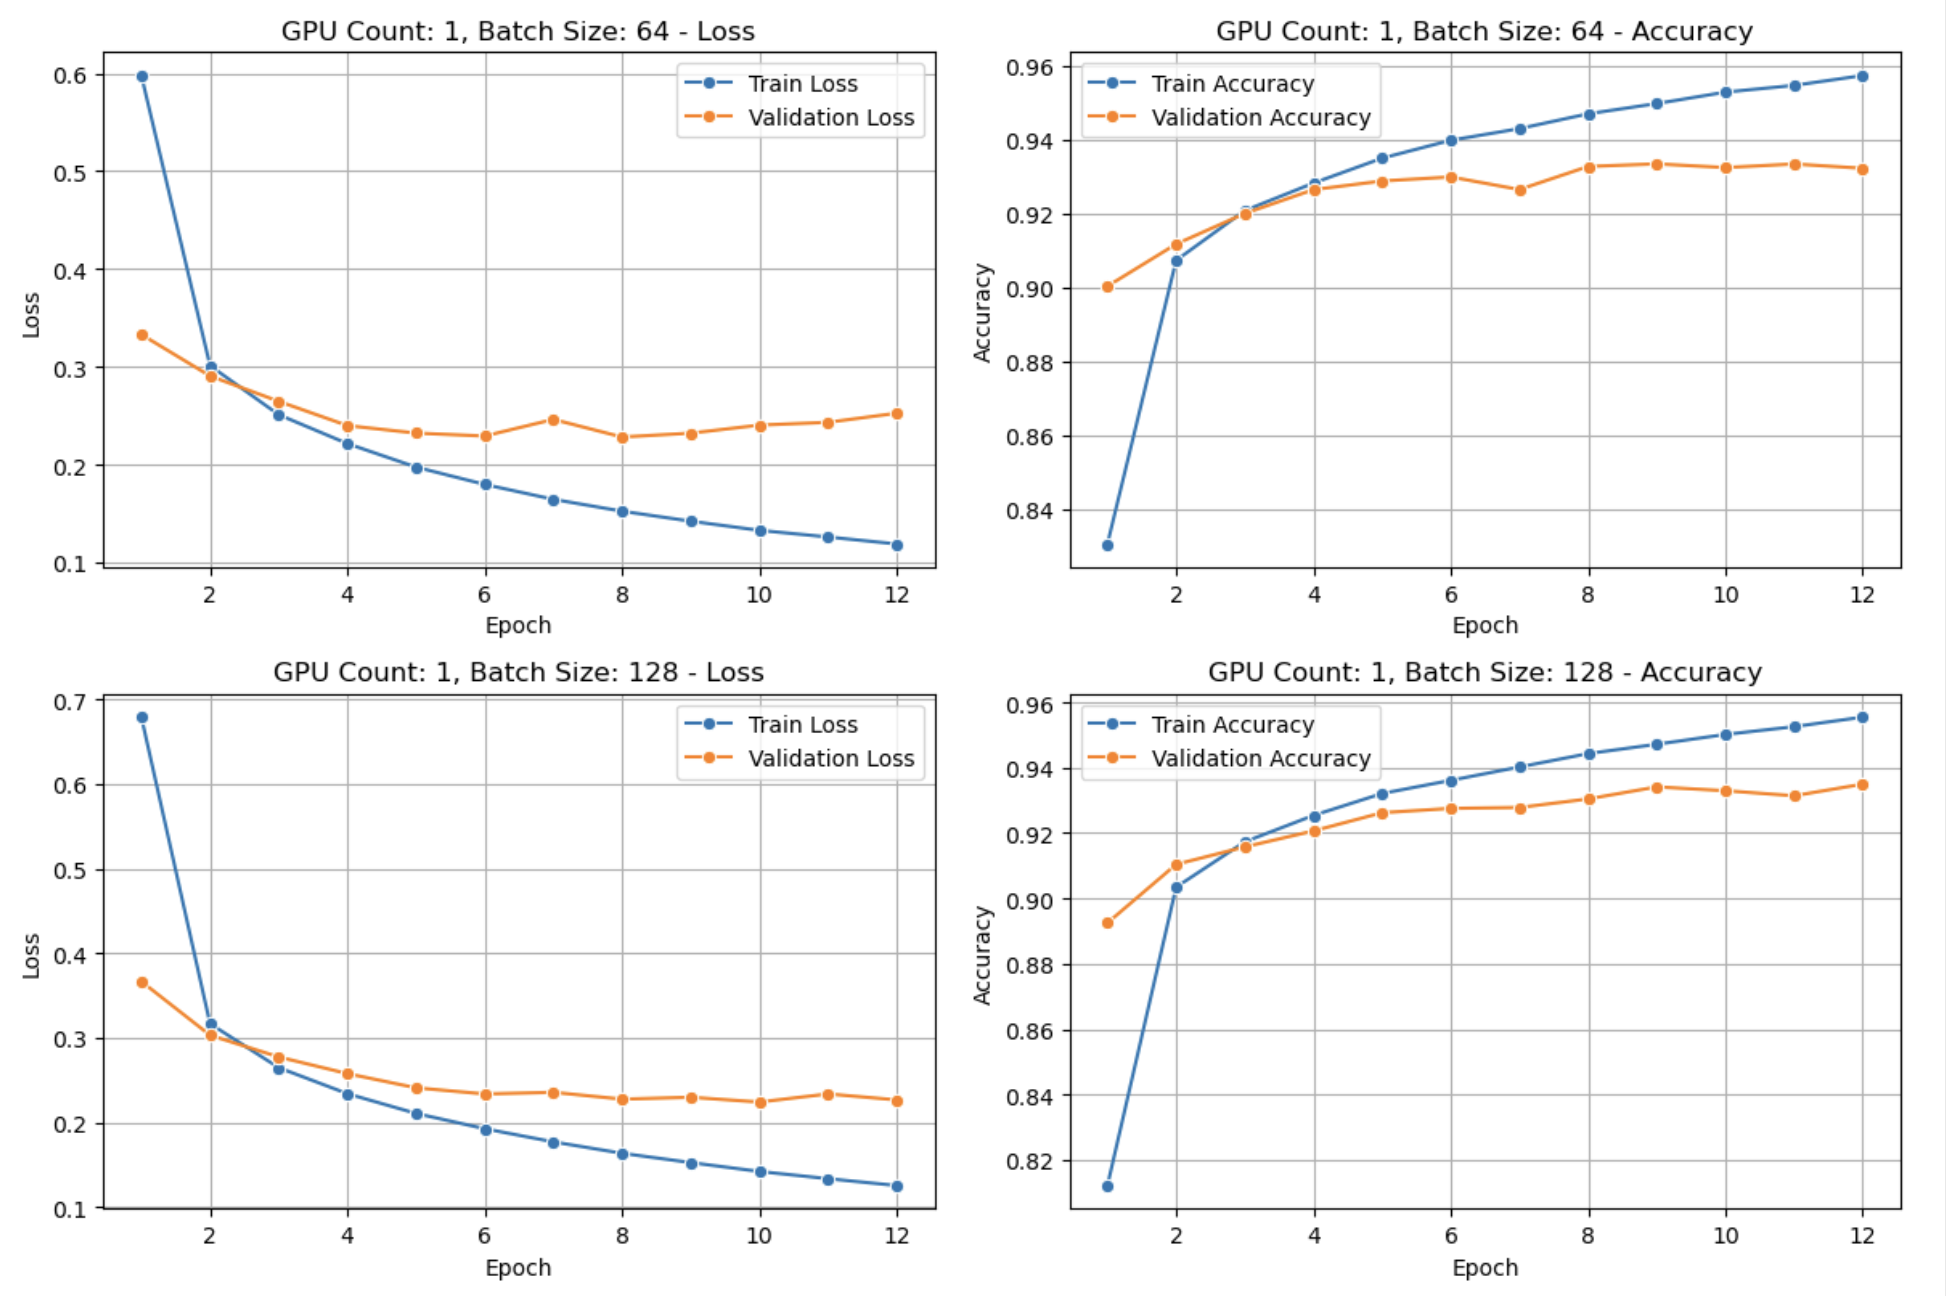 GPU Count: 1, Batch Size: 64 - Loss
Train Loss
Validation Loss
0.6
0.5
0.4
0.3
0.2
0.1
Loss
2 4 6 8 10 12
Epoch
GPU Count: 1, Batch Size: 64 - Accuracy
Train Accuracy
Validation Accuracy
0.96
0.94
0.92
0.90
0.88
0.86
0.84
Accuracy
2 4 6 8 10 12
Epoch
GPU Count: 1, Batch Size: 128 - Loss
Train Loss
Validation Loss
0.7
0.6
0.5
0.4
0.3
0.2
0.1
Loss
2 4 6 8 10 12
Epoch
GPU Count: 1, Batch Size: 128 - Accuracy
Train Accuracy
Validation Accuracy
0.96
0.94
0.92
0.90
0.88
0.86
0.84
0.82
Accuracy
2 4 6 8 10 12
Epoch